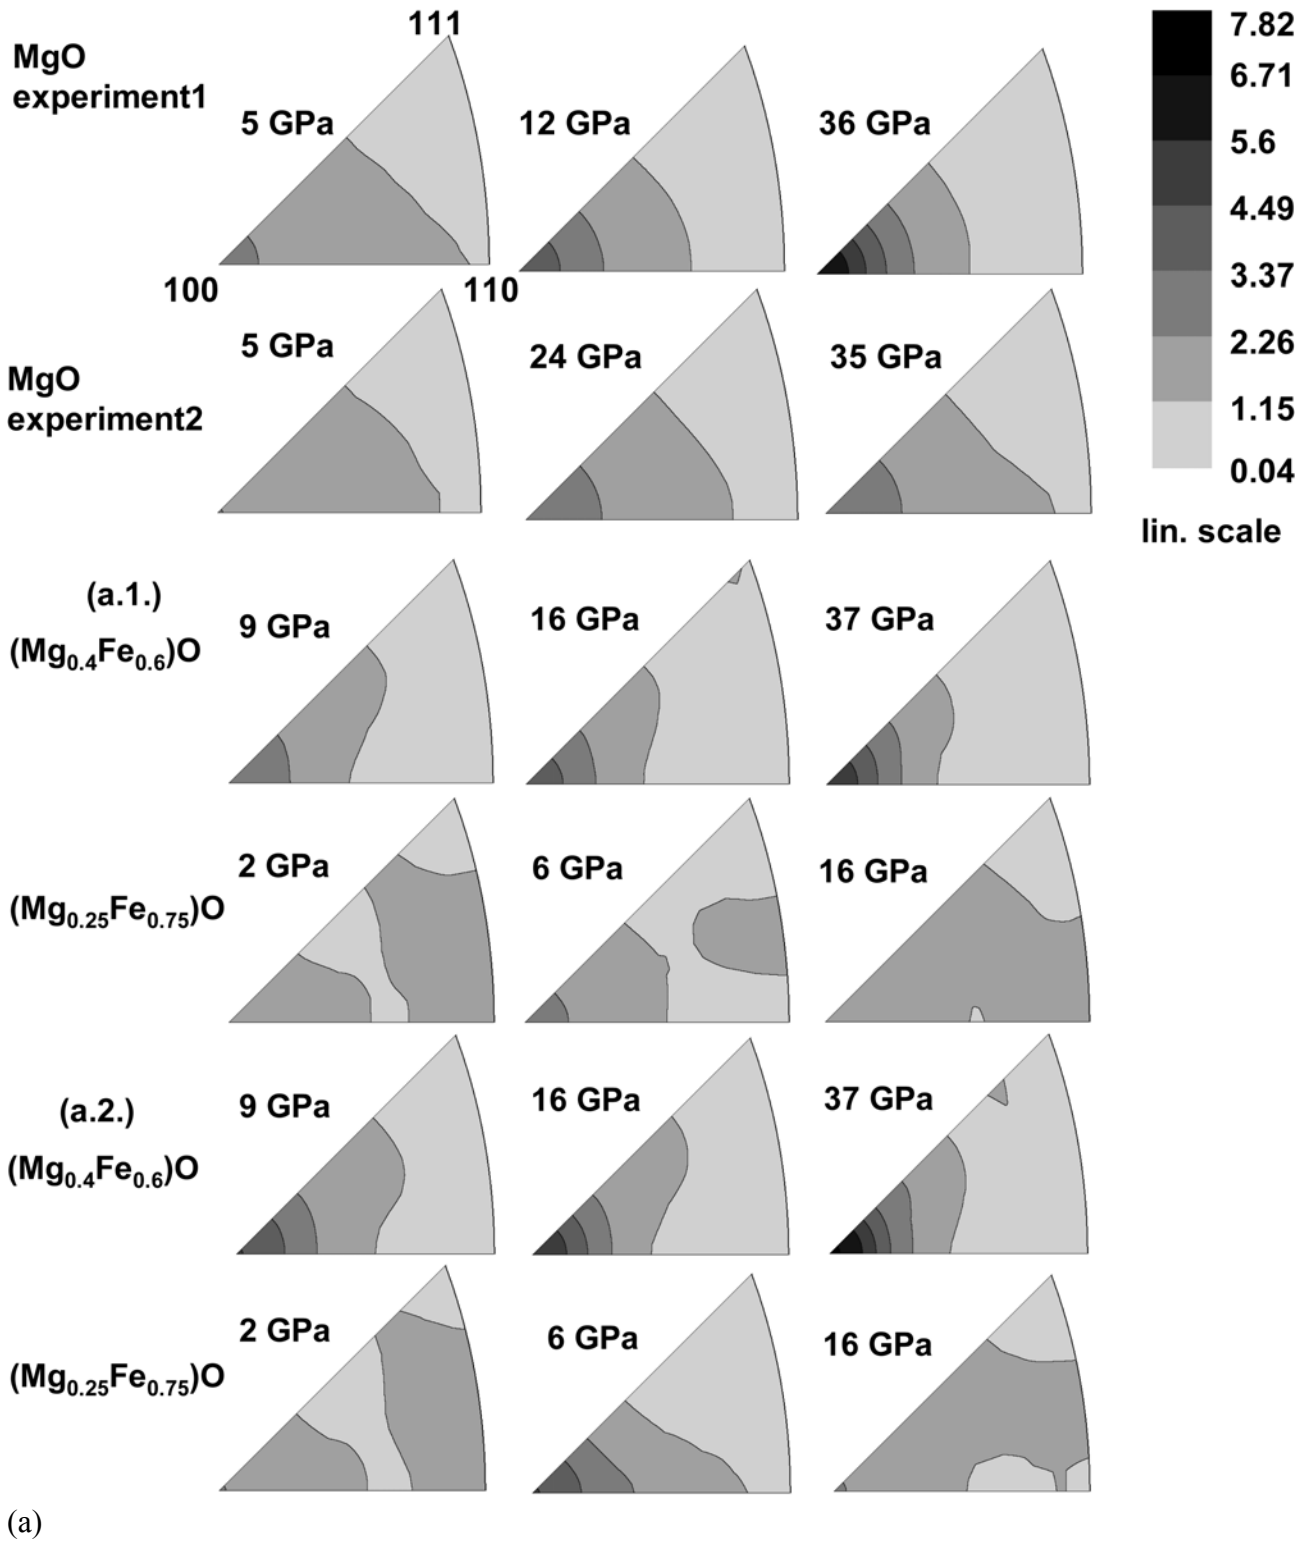 111
MgO
experiment1
5 GPa
12 GPa
36 GPa
100
110
MgO
experiment2
5 GPa
24 GPa
35 GPa
7.82
6.71
5.6
4.49
3.37
2.26
1.15
0.04
lin. scale
(a.1.)
(Mg0.4Fe0.6)O
9 GPa
16 GPa
37 GPa
(Mg0.25Fe0.75)O
2 GPa
6 GPa
16 GPa
(a.2.)
(Mg0.4Fe0.6)O
9 GPa
16 GPa
37 GPa
(Mg0.25Fe0.75)O
2 GPa
6 GPa
16 GPa
(a)